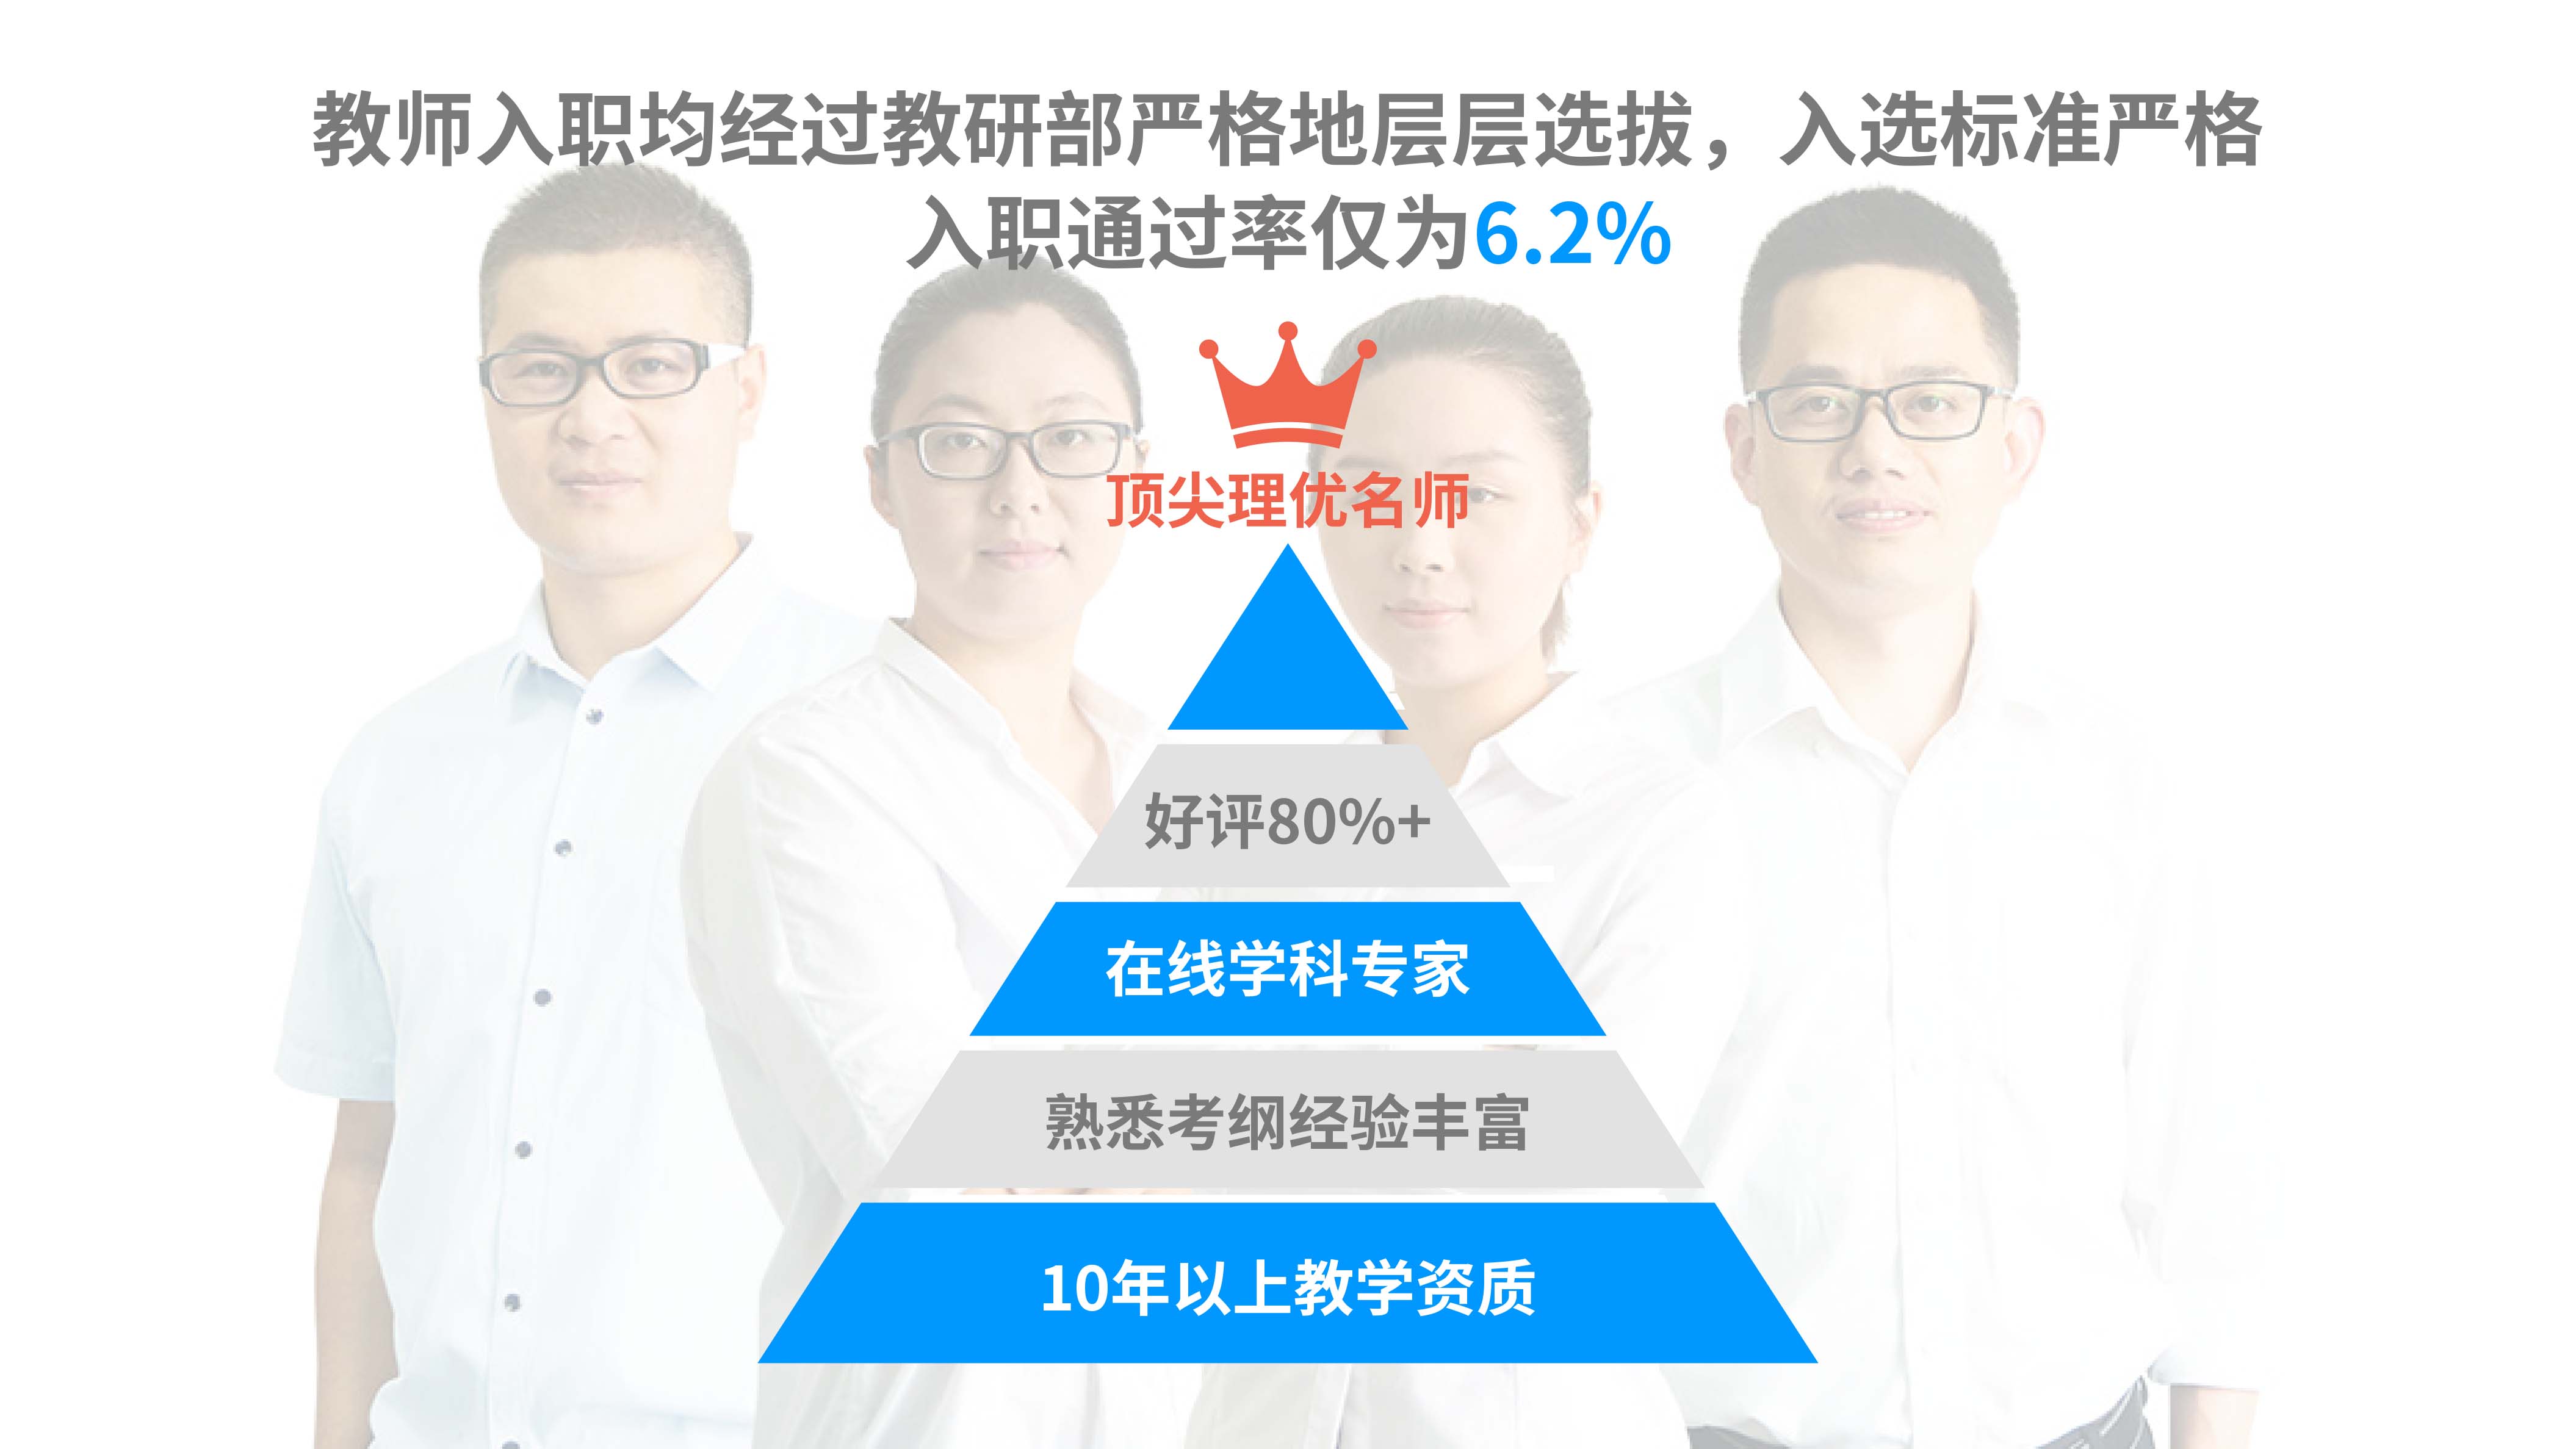 教师入职均经过教研部严格地层层选拔，入选标准严格
入职通过率仅为6.2%
顶尖理优名师
好评80%+
在线学科专家
熟悉考纲经验丰富
10年以上教学资质